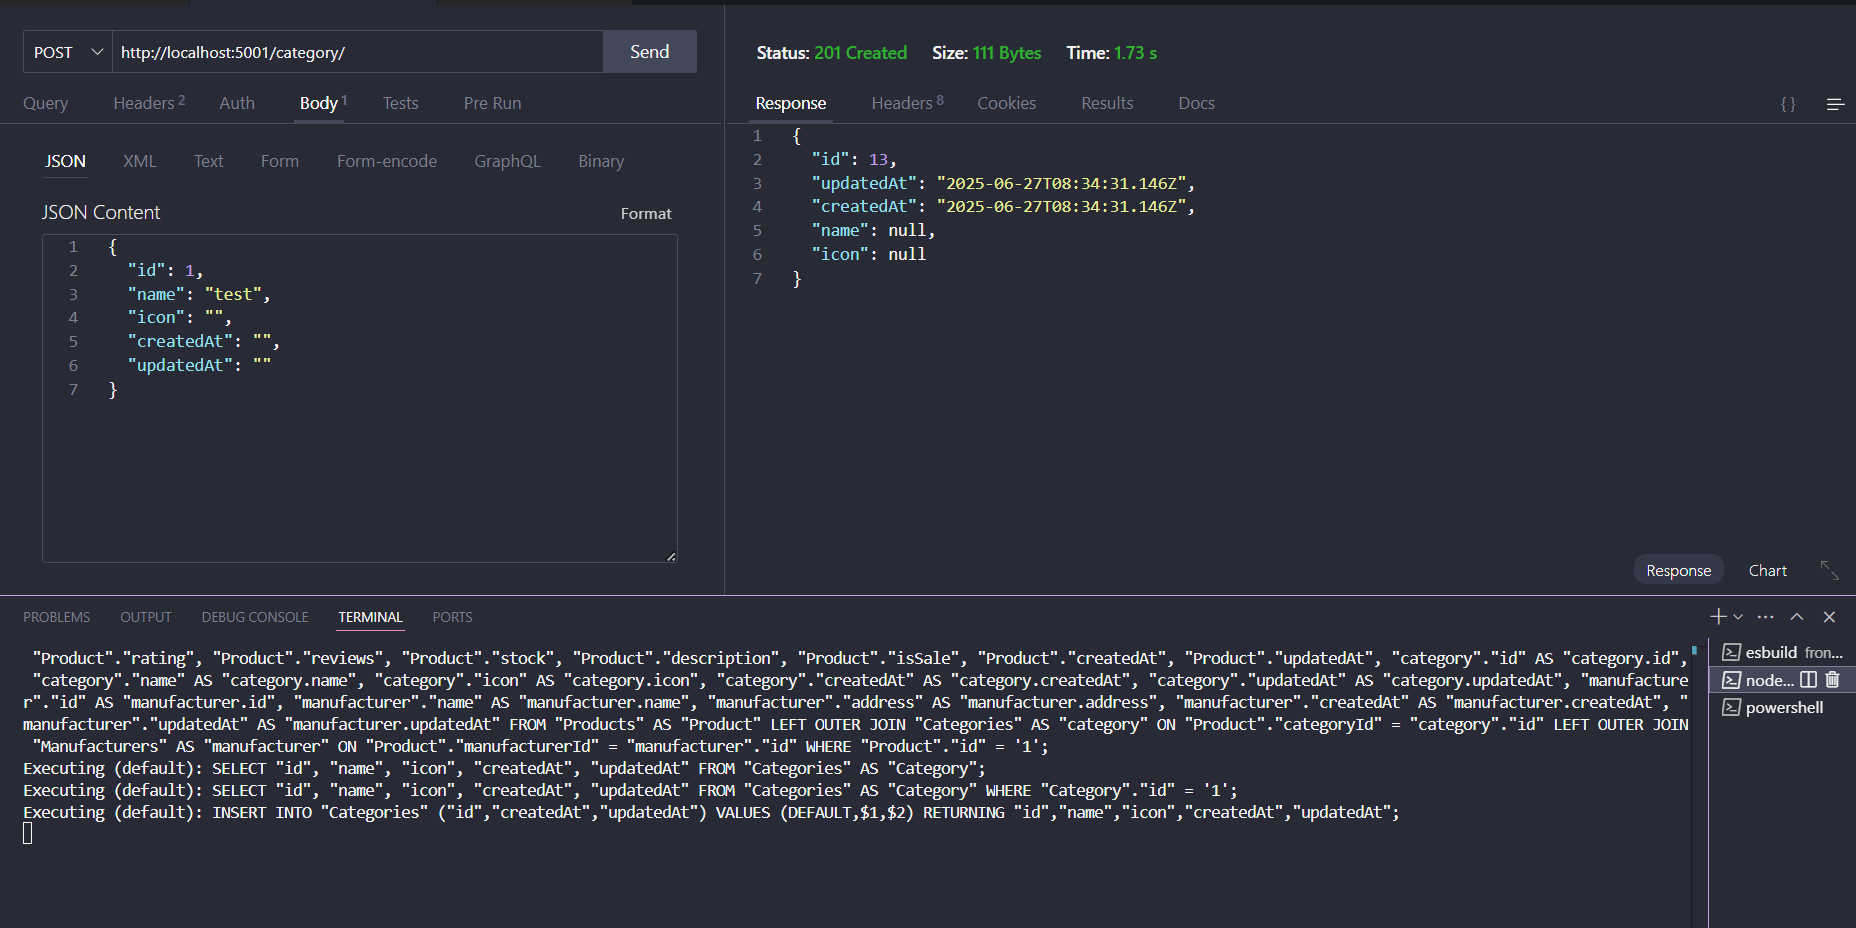 POST http://localhost:5001/category/ Send
Query Headers 2 Auth Body 1 Tests Pre Run
JSON XML Text Form Form-encode GraphQL Binary
JSON Content Format
1 {
2 "id": 1,
3 "name": "test",
4 "icon": "",
5 "createdAt": "",
6 "updatedAt": ""
7 }
Status: 201 Created Size: 111 Bytes Time: 1.73 s
Response Headers 8 Cookies Results Docs { }
1 {
2 "id": 13,
3 "updatedAt": "2025-06-27T08:34:31.146Z",
4 "createdAt": "2025-06-27T08:34:31.146Z",
5 "name": null,
6 "icon": null
7 }
Response Chart
PROBLEMS OUTPUT DEBUG CONSOLE TERMINAL PORTS
"Product"."rating", "Product"."reviews", "Product"."stock", "Product"."description", "Product"."isSale", "Product"."createdAt", "Product"."updatedAt", "category"."id" AS "category.id",
"category"."name" AS "category.name", "category"."icon" AS "category.icon", "category"."createdAt" AS "category.createdAt", "category"."updatedAt" AS "category.updatedAt", "manufacture
r"."id" AS "manufacturer.id", "manufacturer"."name" AS "manufacturer.name", "manufacturer"."address" AS "manufacturer.address", "manufacturer"."createdAt" AS "manufacturer.createdAt", "
manufacturer"."updatedAt" AS "manufacturer.updatedAt" FROM "Products" AS "Product" LEFT OUTER JOIN "Categories" AS "category" ON "Product"."categoryId" = "category"."id" LEFT OUTER JOIN
"Manufacturers" AS "manufacturer" ON "Product"."manufacturerId" = "manufacturer"."id" WHERE "Product"."id" = '1';
Executing (default): SELECT "id", "name", "icon", "createdAt", "updatedAt" FROM "Categories" AS "Category";
Executing (default): SELECT "id", "name", "icon", "createdAt", "updatedAt" FROM "Categories" AS "Category" WHERE "Category"."id" = '1';
Executing (default): INSERT INTO "Categories" ("id","createdAt","updatedAt") VALUES (DEFAULT,$1,$2) RETURNING "id","name","icon","createdAt","updatedAt";
esbuild fron...
node...
powershell